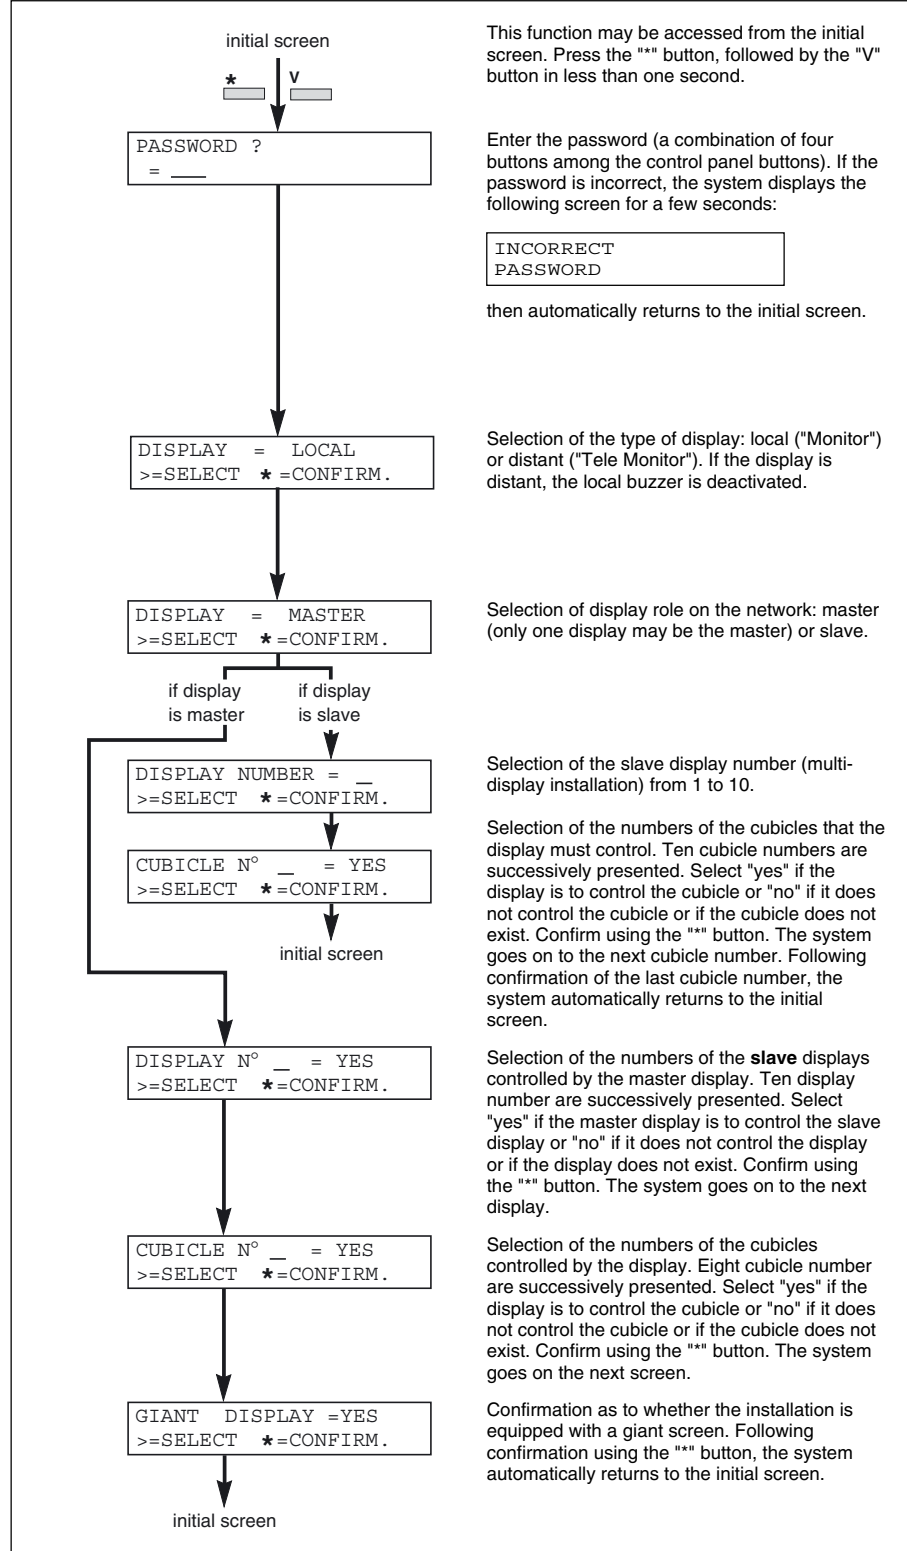 initial screen
This function may be accessed from the initial
screen. Press the "*" button, followed by the "V"
button in less than one second.
* V
PASSWORD ?
= ___
Enter the password (a combination of four
buttons among the control panel buttons). If the
password is incorrect, the system displays the
following screen for a few seconds:
INCORRECT
PASSWORD
then automatically returns to the initial screen.
DISPLAY = LOCAL
>=SELECT *=CONFIRM.
Selection of the type of display: local ("Monitor")
or distant ("Tele Monitor"). If the display is
distant, the local buzzer is deactivated.
DISPLAY = MASTER
>=SELECT *=CONFIRM.
Selection of display role on the network: master
(only one display may be the master) or slave.
if display
is master
if display
is slave
DISPLAY NUMBER = _
>=SELECT *=CONFIRM.
Selection of the slave display number (multi-
display installation) from 1 to 10.
CUBICLE N° _ = YES
>=SELECT *=CONFIRM.
initial screen
Selection of the numbers of the cubicles that the
display must control. Ten cubicle numbers are
successively presented. Select "yes" if the
display is to control the cubicle or "no" if it does
not control the cubicle or if the cubicle does not
exist. Confirm using the "*" button. The system
goes on to the next cubicle number. Following
confirmation of the last cubicle number, the
system automatically returns to the initial
screen.
DISPLAY N° _ = YES
>=SELECT *=CONFIRM.
Selection of the numbers of the slave displays
controlled by the master display. Ten display
number are successively presented. Select
"yes" if the master display is to control the slave
display or "no" if it does not control the display
or if the display does not exist. Confirm using
the "*" button. The system goes on to the next
display.
CUBICLE N° _ = YES
>=SELECT *=CONFIRM.
Selection of the numbers of the cubicles
controlled by the display. Eight cubicle number
are successively presented. Select "yes" if the
display is to control the cubicle or "no" if it does
not control the cubicle or if the cubicle does not
exist. Confirm using the "*" button. The system
goes on the next screen.
GIANT DISPLAY =YES
>=SELECT *=CONFIRM.
Confirmation as to whether the installation is
equipped with a giant screen. Following
confirmation using the "*" button, the system
automatically returns to the initial screen.
initial screen